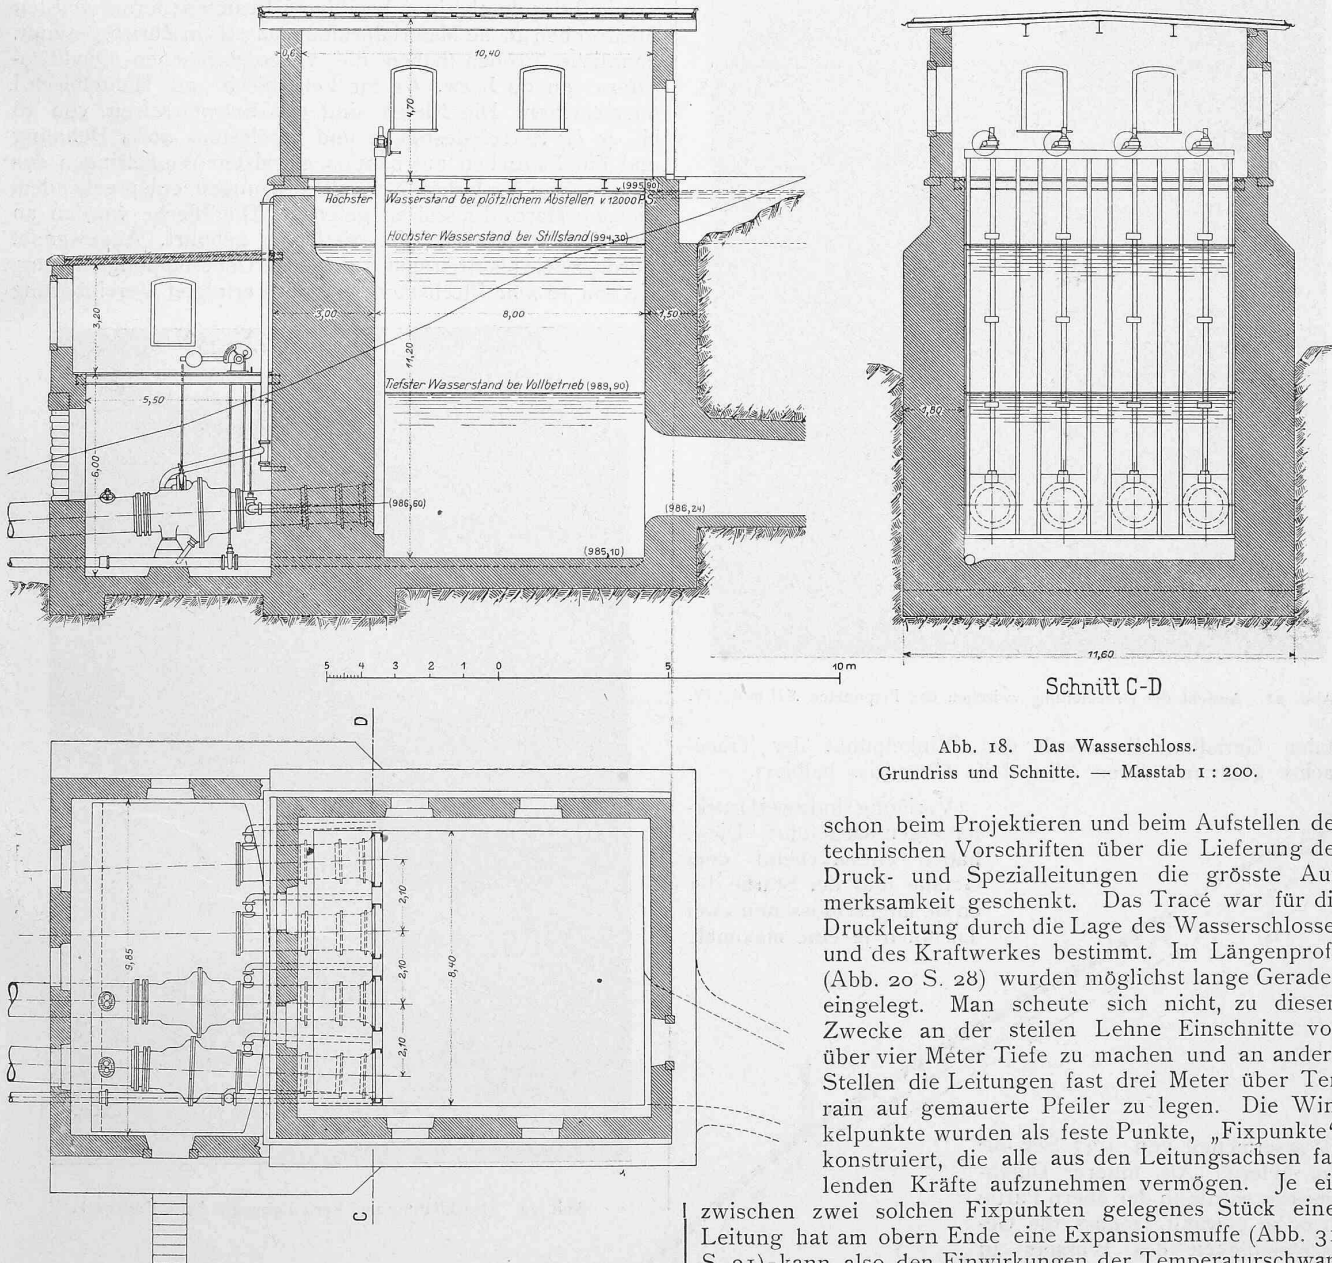 0,6
10,40
4,70
(995,90)
Höchster Wasserstand bei plötzlichem Abstellen v 12000 PS.
Höchster Wasserstand bei Stillstand (994,30)
3,20
3,00
8,00
1,50
11,20
Tiefster Wasserstand bei Vollbetrieb (989,90)
5,50
6,00
(986,60)
(986,24)
(985,10)
1,80
11,60
5 4 3 2 1 0 5 10 m
Schnitt C-D
D
Abb. 18. Das Wasserschloss.
Grundriss und Schnitte. — Masstab 1 : 200.
9,85
2,10
2,10
2,10
8,40
C
schon beim Projektieren und beim Aufstellen de
technischen Vorschriften über die Lieferung de
Druck- und Spezialleitungen die grösste Au
merksamkeit geschenkt. Das Tracé war für di
Druckleitung durch die Lage des Wasserschlosse
und des Kraftwerkes bestimmt. Im Längenprof
(Abb. 20 S. 28) wurden möglichst lange Gerade
eingelegt. Man scheute sich nicht, zu dieser
Zwecke an der steilen Lehne Einschnitte vo
über vier Meter Tiefe zu machen und an ander
Stellen die Leitungen fast drei Meter über Ter
rain auf gemauerte Pfeiler zu legen. Die Win
kelpunkte wurden als feste Punkte, „Fixpunkte“
konstruiert, die alle aus den Leitungsachsen fa
lenden Kräfte aufzunehmen vermögen. Je ei
zwischen zwei solchen Fixpunkten gelegenes Stück eine
Leitung hat am obern Ende eine Expansionsmuffe (Abb. 3
kann also den Einwirkungen der Temperaturschwan